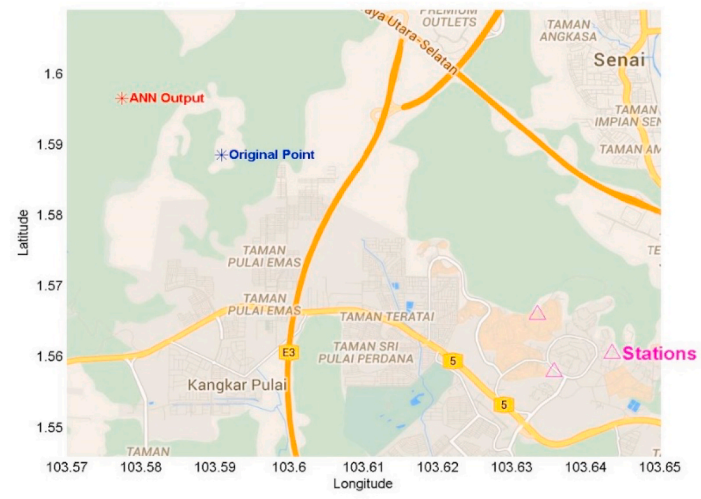 PREMIUM
OUTLETS
TAMAN
ANGKASA
aya Utara-Selatan
Senai
1.6
ANN Output
TAMAN
IMPIAN SEN
1.59
TAMAN AM
Original Point
1.58
Latitude
TAMAN
PULAI EMAS
TE
1.57
TAMAN
PULAI EMAS
TAMAN TERATAI
TAMAN SRI
PULAI PERDANA
E3
5
1.56
Stations
Kangkar Pulai
5
1.55
TAMAN
103.57 103.58 103.59 103.6 103.61 103.62 103.63 103.64 103.65
Longitude